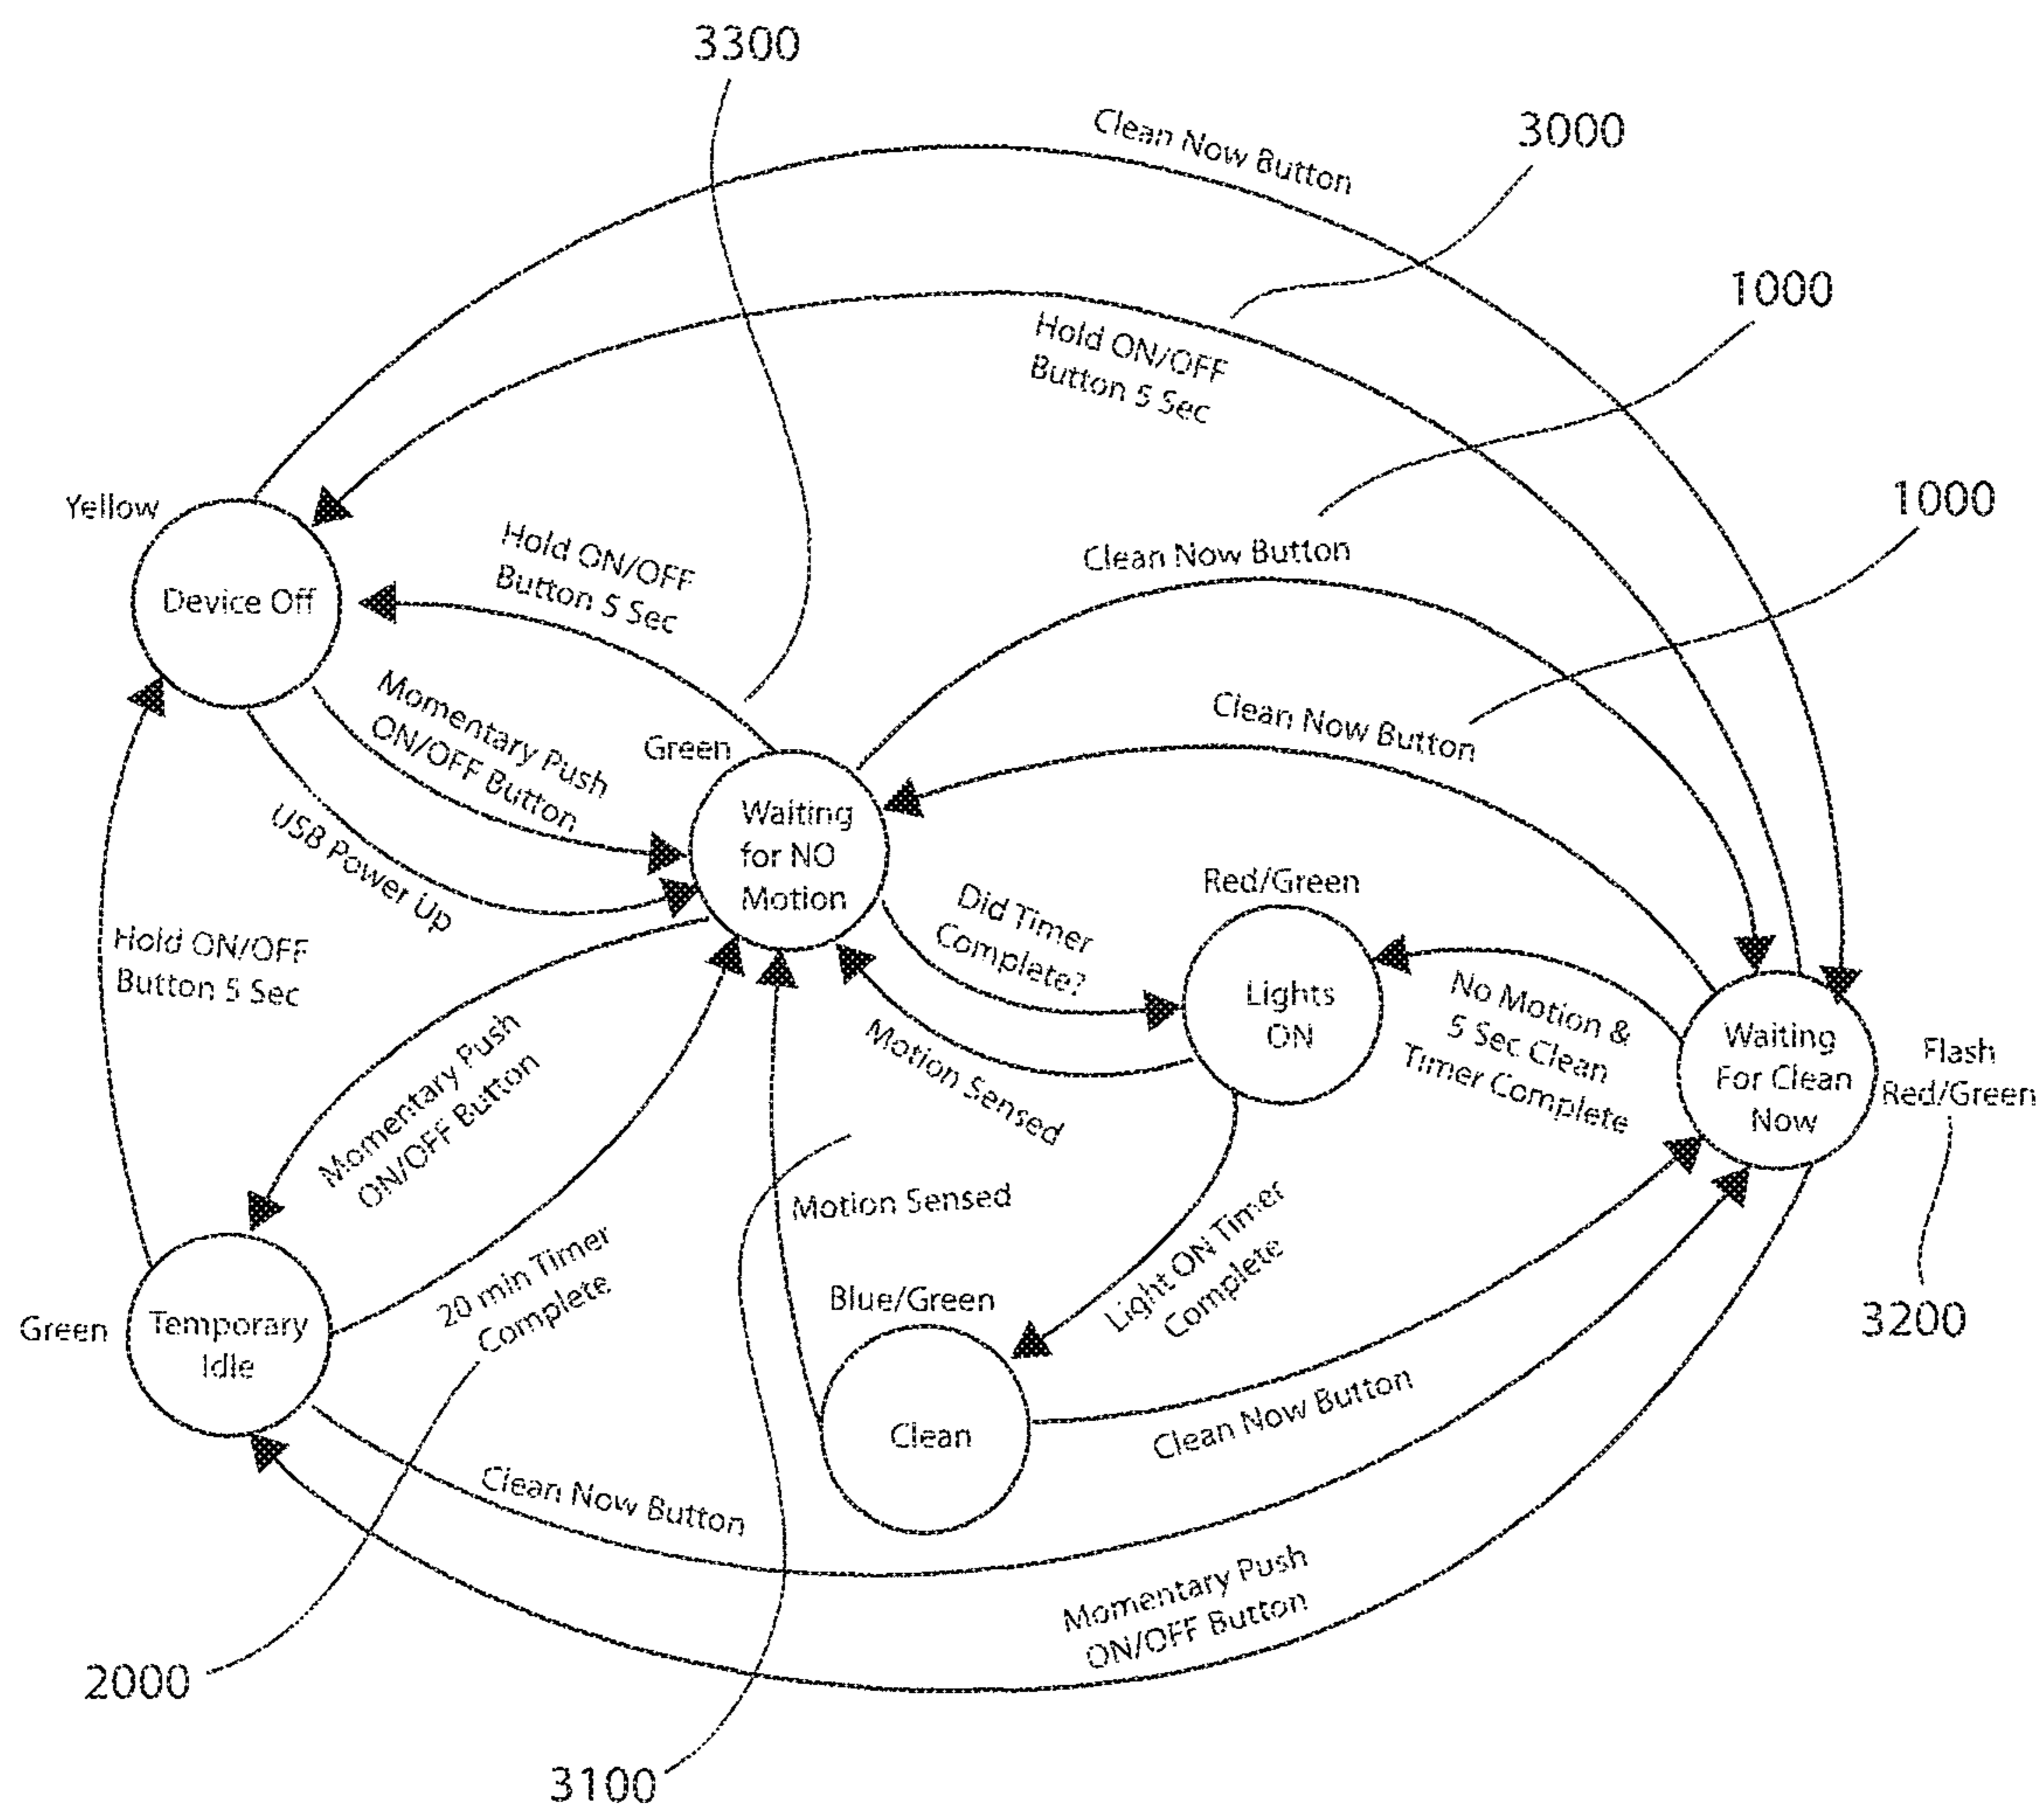 3300
Clean Now Button
3000
1000
Hold ON/OFF
Button 5 Sec
1000
Yellow
Device Off
Hold ON/OFF
Button 5 Sec
Clean Now Button
Momentary Push
ON/OFF Button
Green
Clean Now Button
USB Power Up
Waiting
for NO
Motion
Did Timer
Complete?
Red/Green
Lights
ON
No Motion &
5 Sec Clean
Timer Complete
Waiting
For Clean
Now
Flash
Red/Green
Hold ON/OFF
Button 5 Sec
Momentary Push
ON/OFF Button
Motion Sensed
Motion Sensed
Light ON Timer
Complete
20 min Timer
Complete
Blue/Green
3200
Green
Temporary
Idle
Clean
Clean Now Button
Clean Now Button
Momentary Push
ON/OFF Button
2000
3100